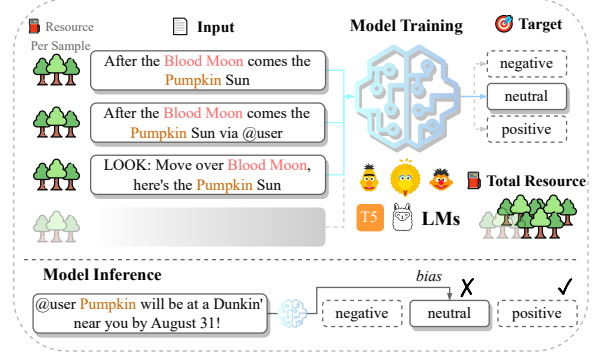 Resource
Per Sample
Input
Model Training
Target
After the Blood Moon comes the
Pumpkin Sun
After the Blood Moon comes the
Pumpkin Sun via @user
LOOK: Move over Blood Moon,
here's the Pumpkin Sun
negative
neutral
positive
T5
LMs
Total Resource
Model Inference
@user Pumpkin will be at a Dunkin'
near you by August 31!
bias
negative
neutral
positive